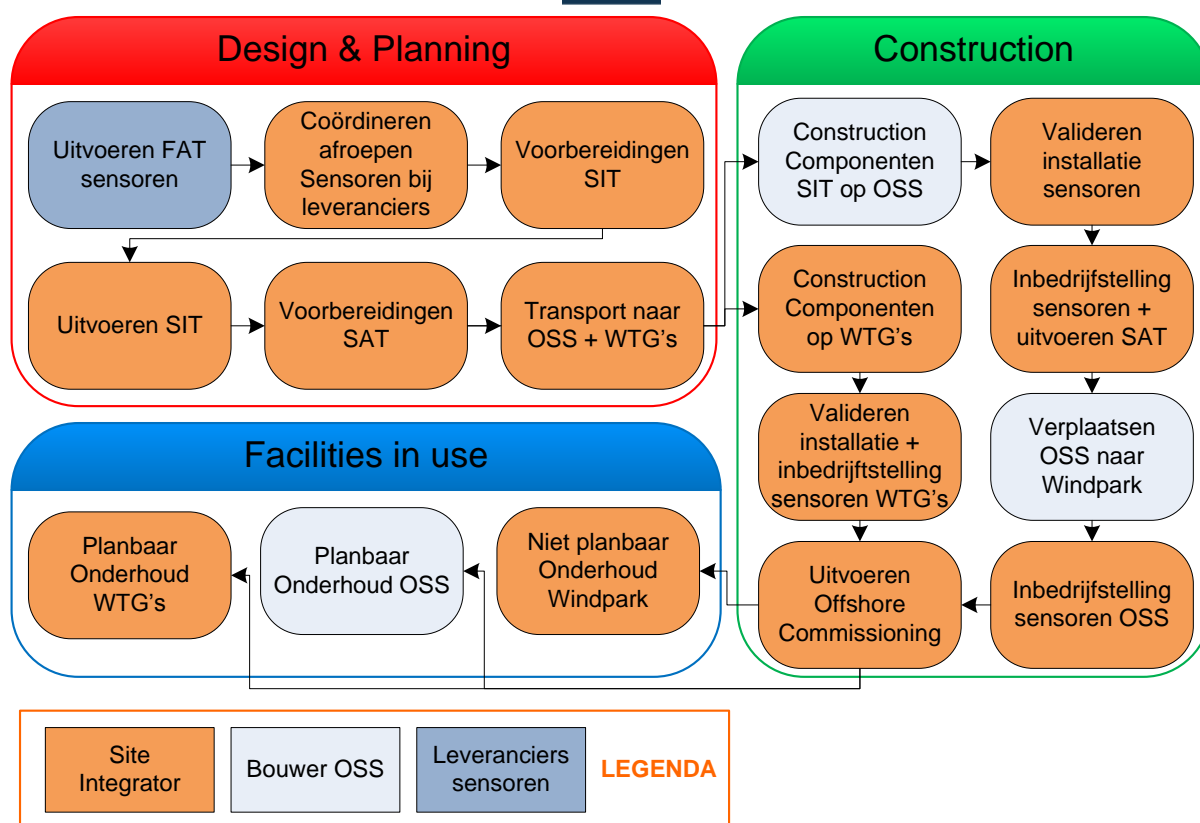 Design & Planning
Uitvoeren FAT
sensoren
Coördineren
afroepen
Sensoren bij
leveranciers
Voorbereidingen
SIT
Uitvoeren SIT
Voorbereidingen
SAT
Transport naar
OSS + WTG's
Construction
Construction
Componenten
SIT op OSS
Valideren
installatie
sensoren
Construction
Componenten
op WTG's
Inbedrijfstelling
sensoren +
uitvoeren SAT
Valideren
installatie +
inbedrijftstelling
sensoren WTG's
Verplaatsen
OSS naar
Windpark
Uitvoeren
Offshore
Commissioning
Inbedrijfstelling
sensoren OSS
Facilities in use
Planbaar
Onderhoud
WTG's
Planbaar
Onderhoud OSS
Niet planbaar
Onderhoud
Windpark
Site
Integrator
Bouwer OSS
Leveranciers
sensoren
LEGENDA